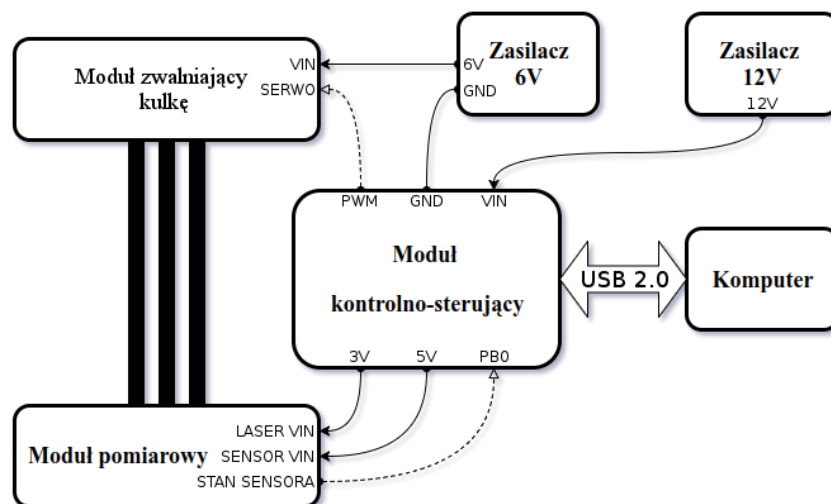 Moduł zwalniający
kulkę
VIN
SERWO
6V
GND
Zasilacz
6V
Zasilacz
12V
12V
PWM
GND
VIN
Moduł
kontrolno-sterujący
USB 2.0
Komputer
3V
5V
PB0
Moduł pomiarowy
LASER VIN
SENSOR VIN
STAN SENSORA